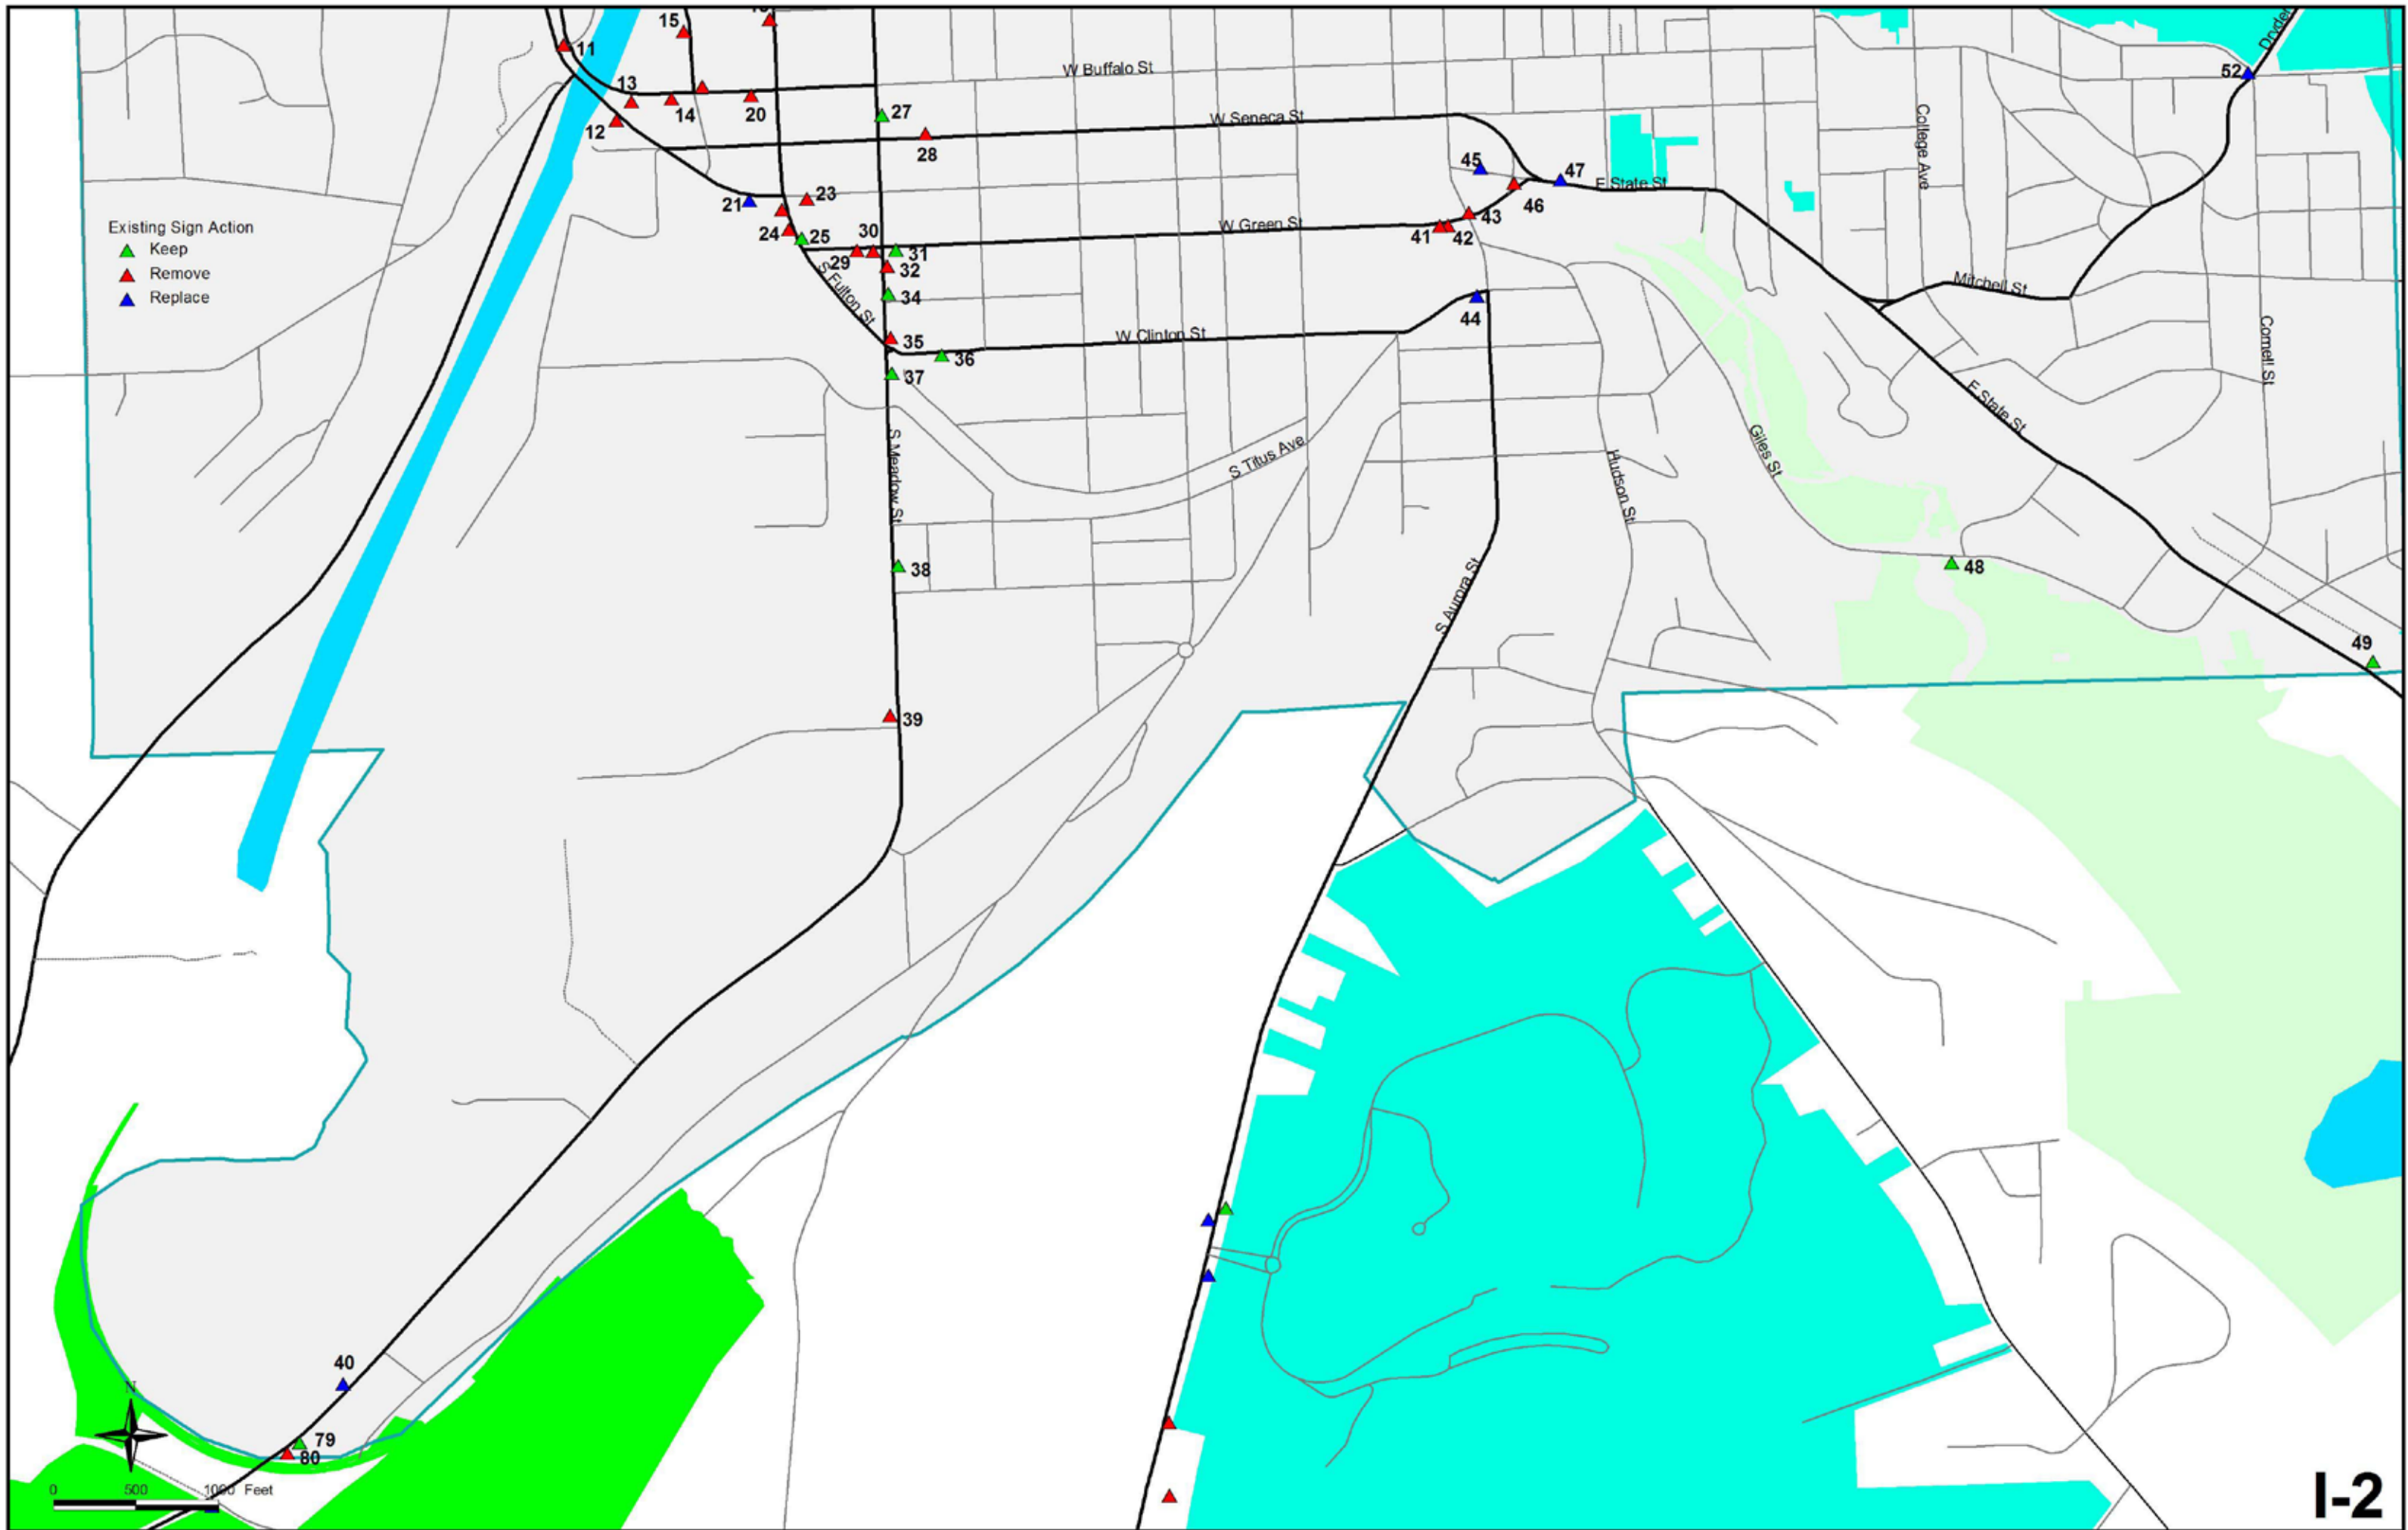 15
11
Dryden
W Buffalo St
52
13
14
20
27
12
28
W Seneca St
College Ave
45
47
E State St
23
21
46
43
Existing Sign Action
Keep
Remove
Replace
24
25
30
31
W Green St
41
42
29
32
S Fulton St
34
Mitchell St
44
35
W Clinton St
36
Cornell St
37
E State St
S Meadow St
S Titus Ave
Giles St
Hudson St
38
48
S Aurora St
49
39
40
N
79
80
0 500 1000 Feet
I-2